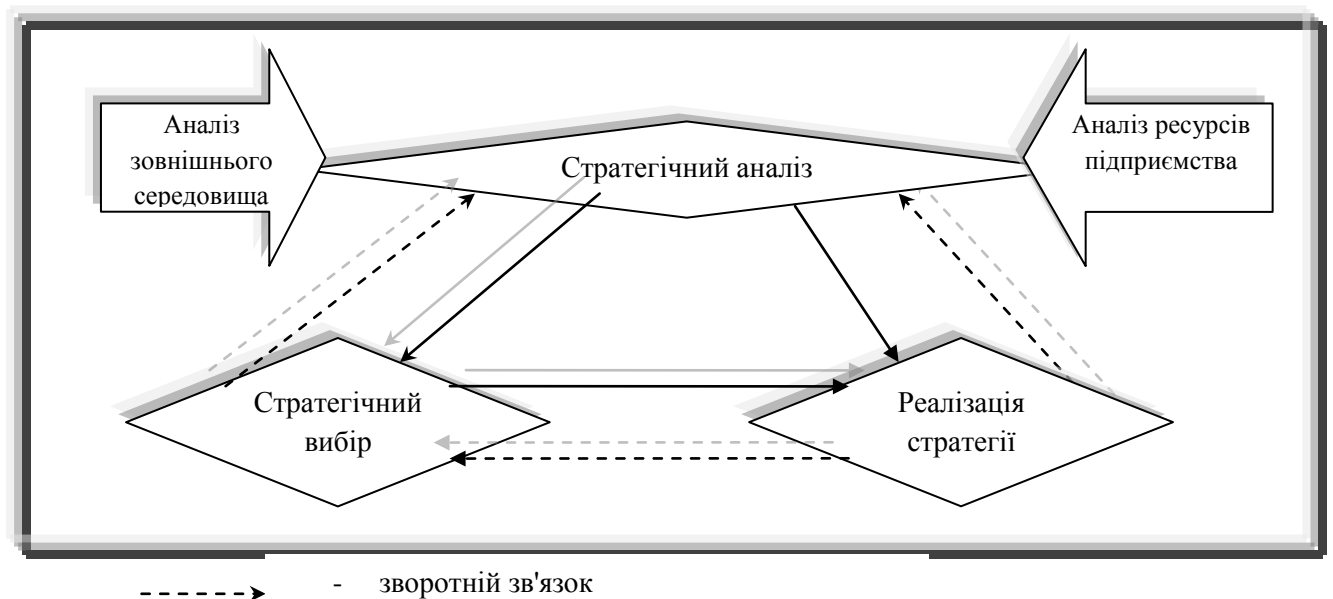 Аналіз
зовнішнього
середовища
Стратегічний аналіз
Аналіз ресурсів
підприємства
Стратегічний
вибір
Реалізація
стратегії
- зворотній зв'язок